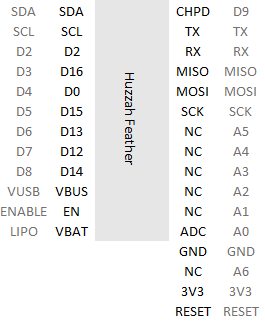 SDA SDA CHPD D9
SCL SCL TX TX
D2 D2 RX RX
D3 D16 MISO MISO
D4 D0 MOSI MOSI
D5 D15 SCK SCK
D6 D13 NC A5
D7 D12 NC A4
D8 D14 NC A3
VUSB VBUS NC A2
ENABLE EN NC A1
LIPO VBAT ADC A0
GND GND
NC A6
3V3 3V3
RESET RESET
Huzzah Feather